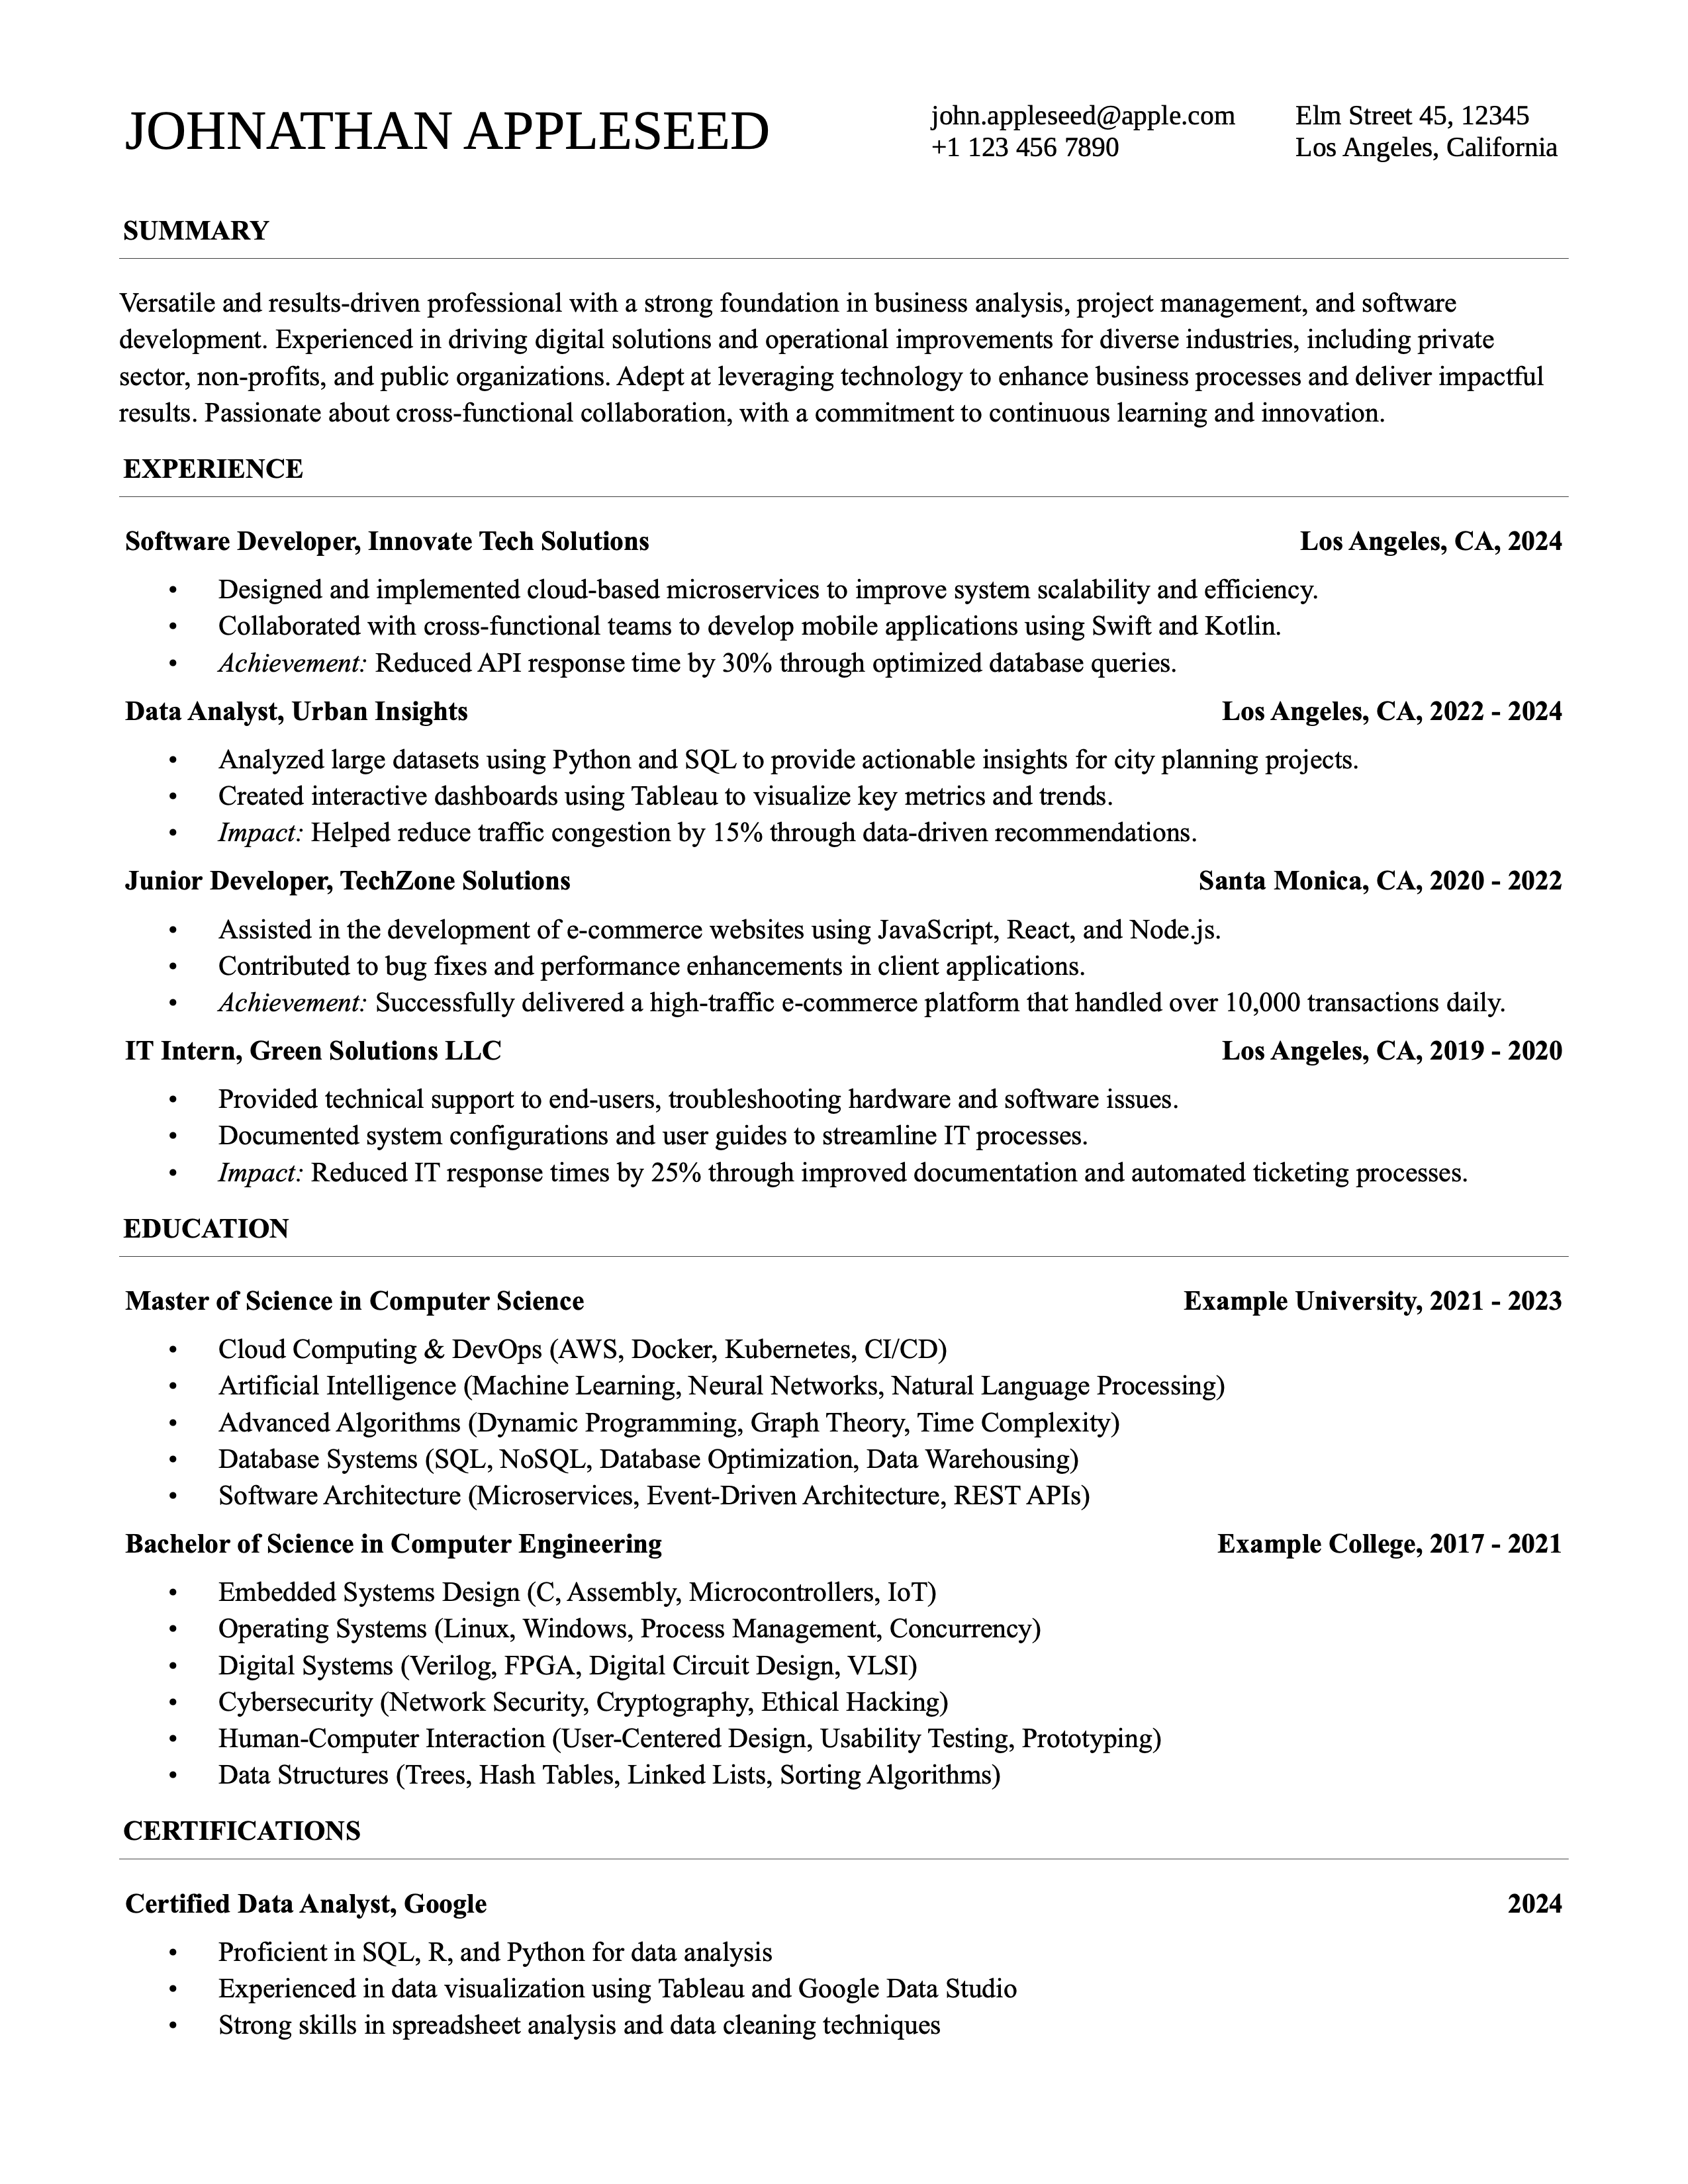 JOHNATHAN APPLESEED
john.appleseed@apple.com
+1 123 456 7890
Elm Street 45, 12345
Los Angeles, California
SUMMARY
Versatile and results-driven professional with a strong foundation in business analysis, project management, and software
development. Experienced in driving digital solutions and operational improvements for diverse industries, including private
sector, non-profits, and public organizations. Adept at leveraging technology to enhance business processes and deliver impactful
results. Passionate about cross-functional collaboration, with a commitment to continuous learning and innovation.
EXPERIENCE
Software Developer, Innovate Tech Solutions Los Angeles, CA, 2024
• Designed and implemented cloud-based microservices to improve system scalability and efficiency.
• Collaborated with cross-functional teams to develop mobile applications using Swift and Kotlin.
• Achievement: Reduced API response time by 30% through optimized database queries.
Data Analyst, Urban Insights Los Angeles, CA, 2022 - 2024
• Analyzed large datasets using Python and SQL to provide actionable insights for city planning projects.
• Created interactive dashboards using Tableau to visualize key metrics and trends.
• Impact: Helped reduce traffic congestion by 15% through data-driven recommendations.
Junior Developer, TechZone Solutions Santa Monica, CA, 2020 - 2022
• Assisted in the development of e-commerce websites using JavaScript, React, and Node.js.
• Contributed to bug fixes and performance enhancements in client applications.
• Achievement: Successfully delivered a high-traffic e-commerce platform that handled over 10,000 transactions daily.
IT Intern, Green Solutions LLC Los Angeles, CA, 2019 - 2020
• Provided technical support to end-users, troubleshooting hardware and software issues.
• Documented system configurations and user guides to streamline IT processes.
• Impact: Reduced IT response times by 25% through improved documentation and automated ticketing processes.
EDUCATION
Master of Science in Computer Science Example University, 2021 - 2023
• Cloud Computing & DevOps (AWS, Docker, Kubernetes, CI/CD)
• Artificial Intelligence (Machine Learning, Neural Networks, Natural Language Processing)
• Advanced Algorithms (Dynamic Programming, Graph Theory, Time Complexity)
• Database Systems (SQL, NoSQL, Database Optimization, Data Warehousing)
• Software Architecture (Microservices, Event-Driven Architecture, REST APIs)
Bachelor of Science in Computer Engineering Example College, 2017 - 2021
• Embedded Systems Design (C, Assembly, Microcontrollers, IoT)
• Operating Systems (Linux, Windows, Process Management, Concurrency)
• Digital Systems (Verilog, FPGA, Digital Circuit Design, VLSI)
• Cybersecurity (Network Security, Cryptography, Ethical Hacking)
• Human-Computer Interaction (User-Centered Design, Usability Testing, Prototyping)
• Data Structures (Trees, Hash Tables, Linked Lists, Sorting Algorithms)
CERTIFICATIONS
Certified Data Analyst, Google 2024
• Proficient in SQL, R, and Python for data analysis
• Experienced in data visualization using Tableau and Google Data Studio
• Strong skills in spreadsheet analysis and data cleaning techniques